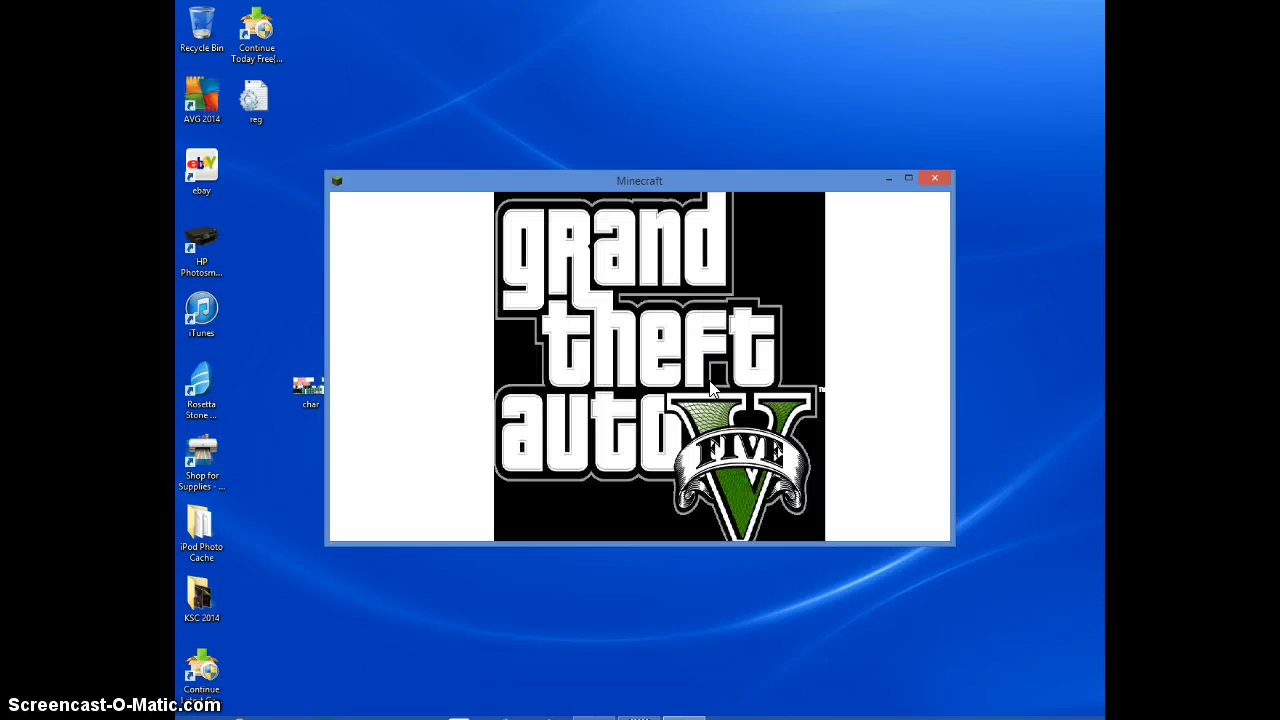 Recycle Bin
Continue
Today Free(...
AVG 2014
reg
ebay
ebay
HP
Photosm...
iTunes
Rosetta
Stone ...
char
Shop for
Supplies - ...
iPod Photo
Cache
KSC 2014
Continue
Minecraft
grand
theft
auto
V
FIVE
Screencast-O-Matic.com